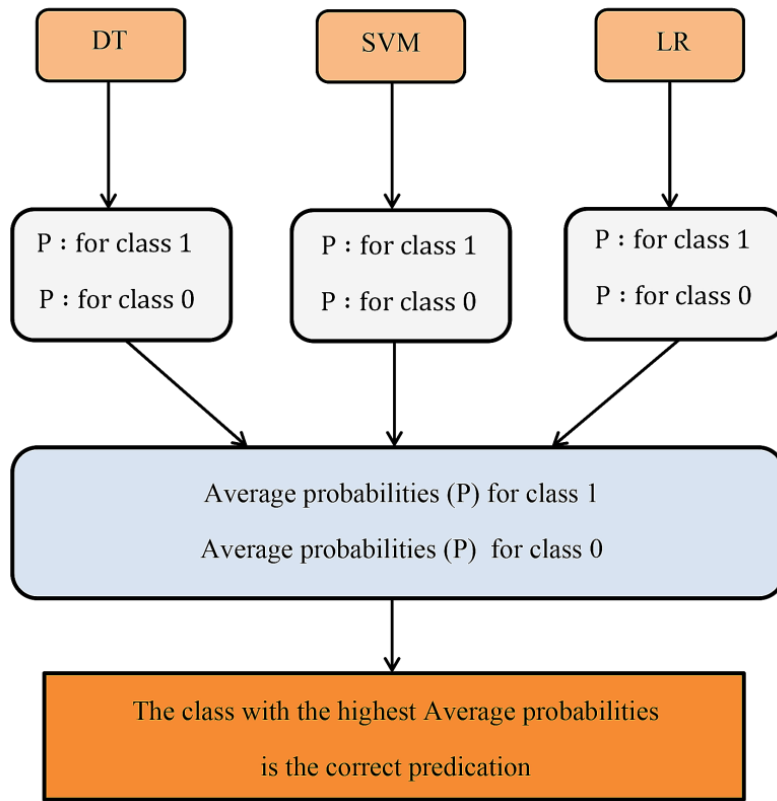 DT
SVM
LR
P : for class 1
P : for class 0
P : for class 1
P : for class 0
P : for class 1
P : for class 0
Average probabilities (P) for class 1
Average probabilities (P) for class 0
The class with the highest Average probabilities
is the correct predication